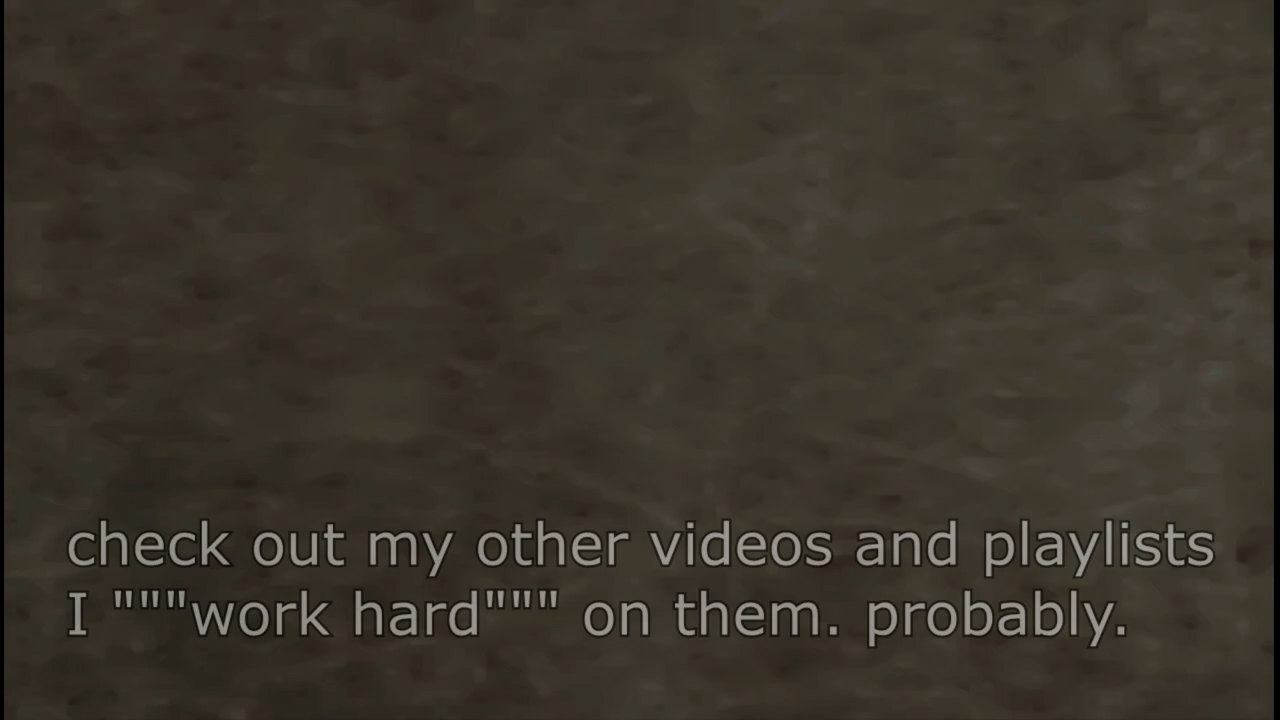 check out my other videos and playlists
I """work hard""" on them. probably.